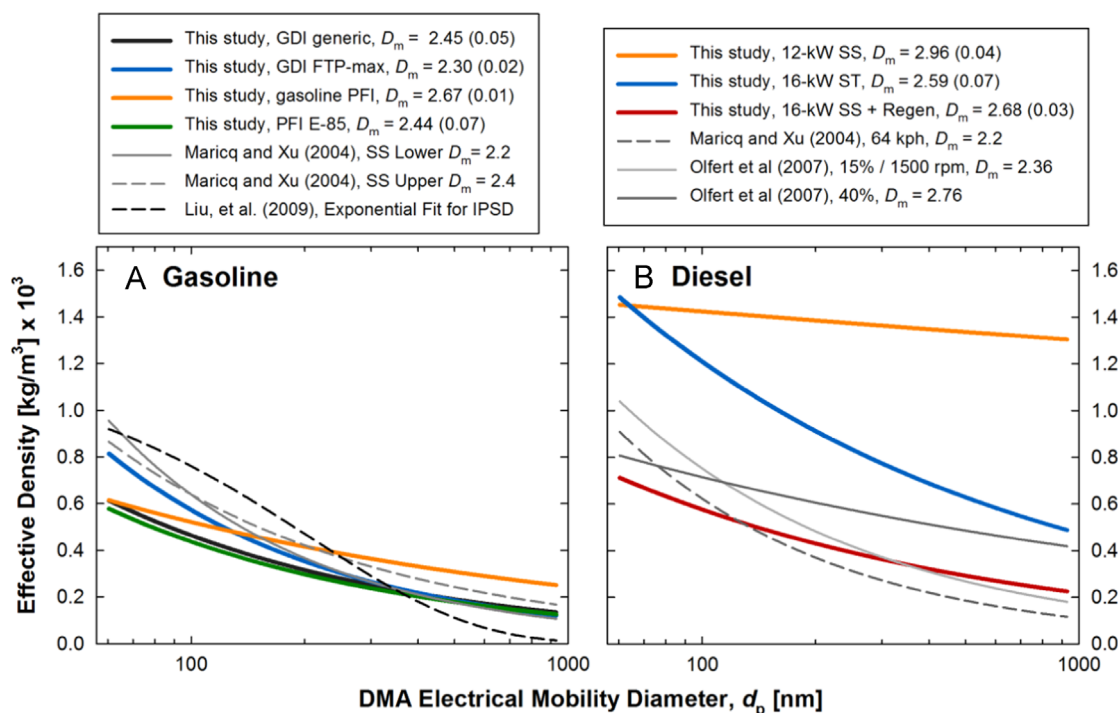 This study, GDI generic, Dm = 2.45 (0.05)
This study, GDI FTP-max, Dm = 2.30 (0.02)
This study, gasoline PFI, Dm = 2.67 (0.01)
This study, PFI E-85, Dm = 2.44 (0.07)
Maricq and Xu (2004), SS Lower Dm = 2.2
Maricq and Xu (2004), SS Upper Dm = 2.4
Liu, et al. (2009), Exponential Fit for IPSD
This study, 12-kW SS, Dm = 2.96 (0.04)
This study, 16-kW ST, Dm = 2.59 (0.07)
This study, 16-kW SS + Regen, Dm = 2.68 (0.03)
Maricq and Xu (2004), 64 kph, Dm = 2.2
Olfert et al (2007), 15% / 1500 rpm, Dm = 2.36
Olfert et al (2007), 40%, Dm = 2.76
Effective Density [kg/m³] x 10³
1.6
1.4
1.2
1.0
0.8
0.6
0.4
0.2
0.0
A Gasoline
100
1000
B Diesel
100
1000
1.6
1.4
1.2
1.0
0.8
0.6
0.4
0.2
0.0
DMA Electrical Mobility Diameter, dp [nm]